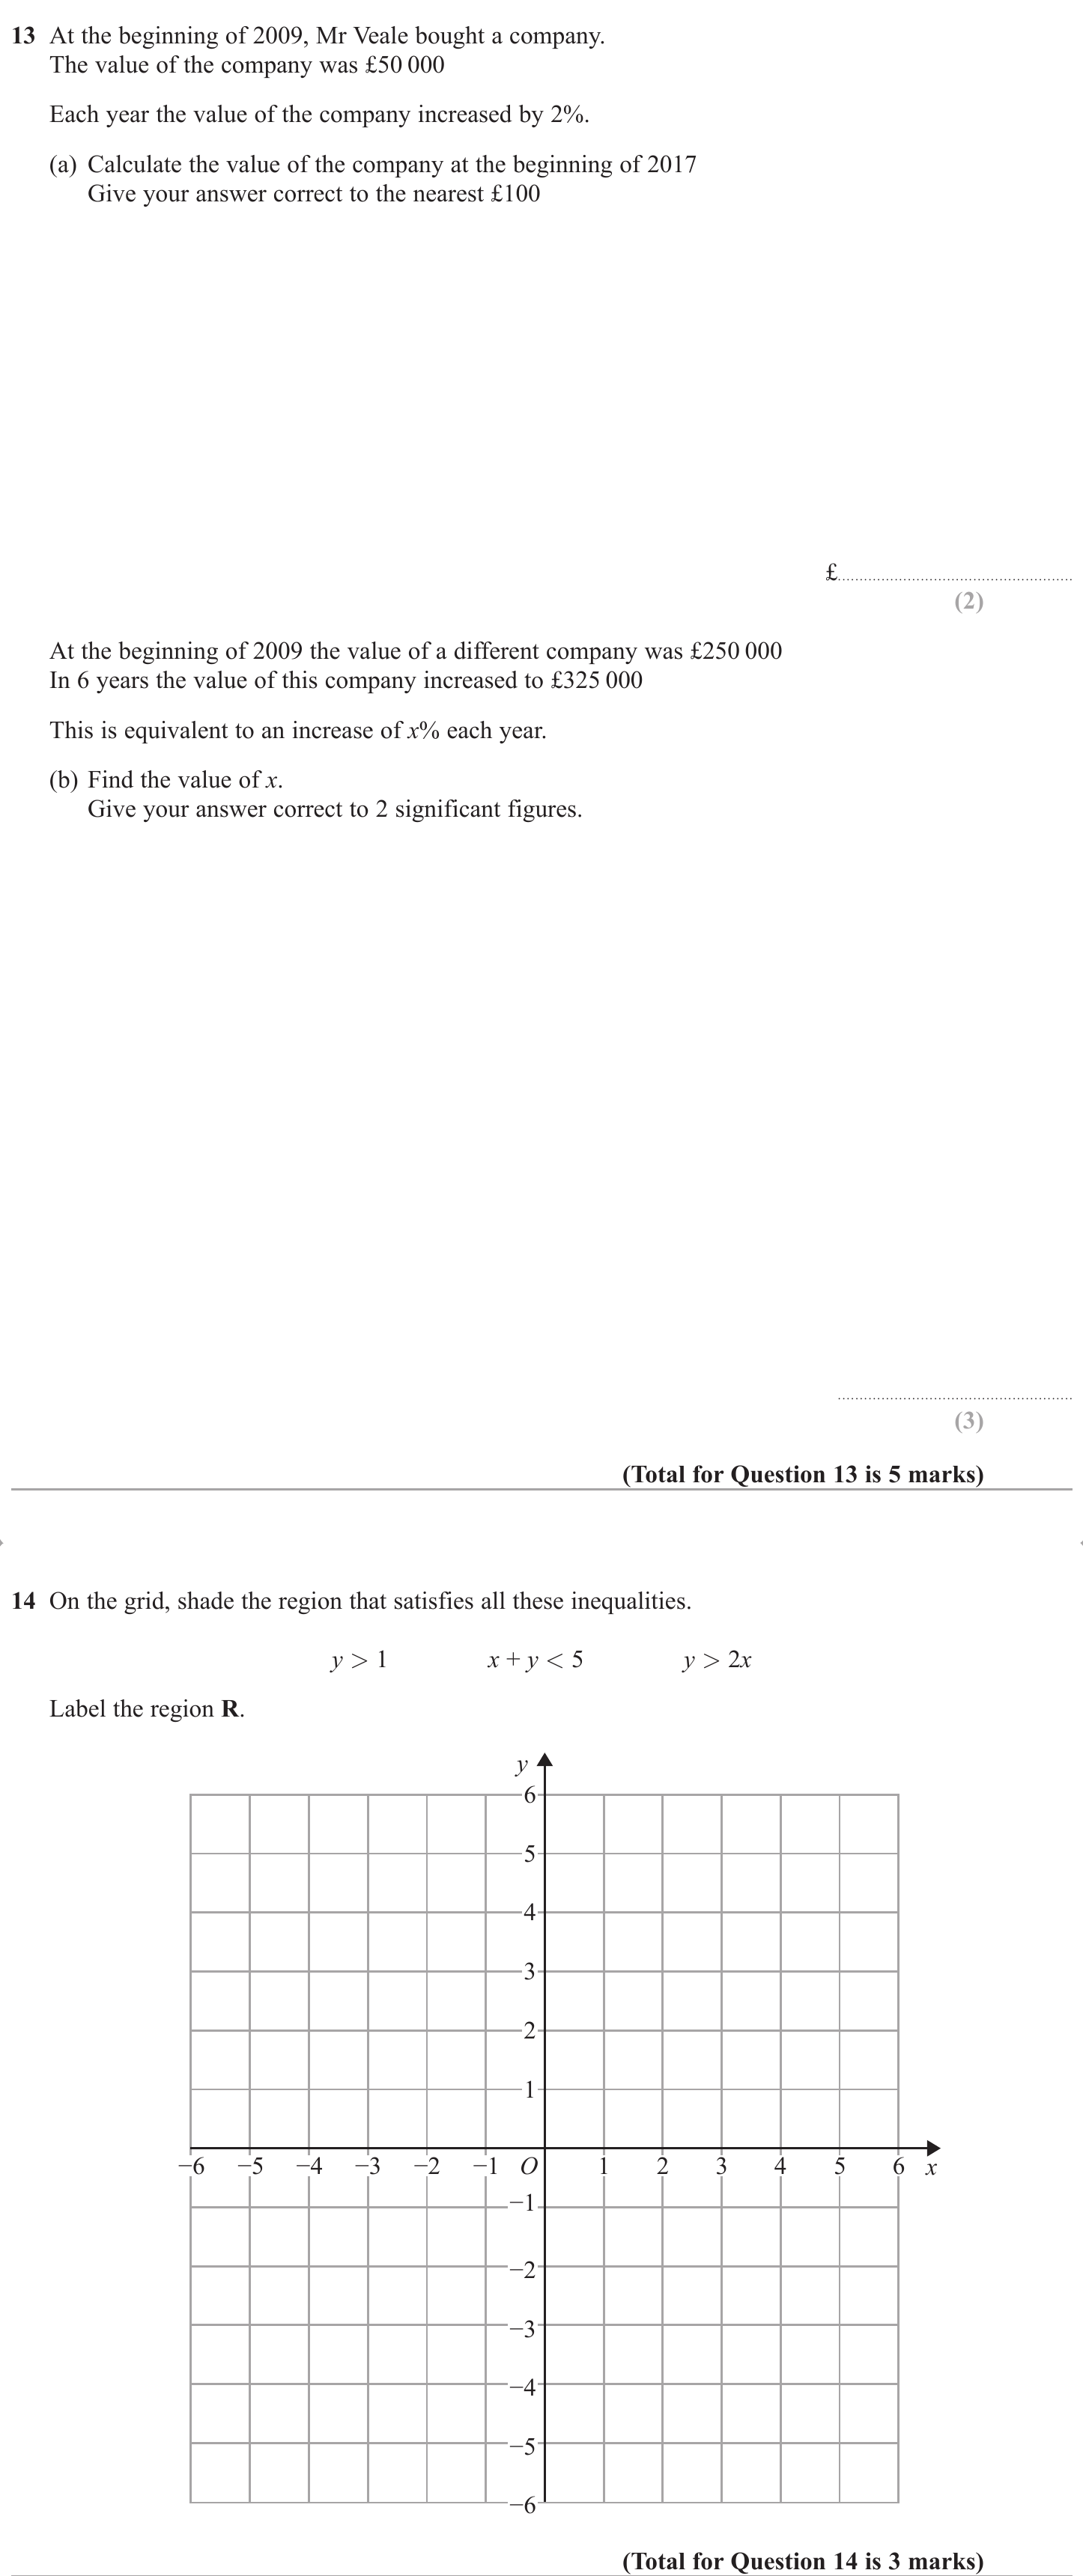 13 At the beginning of 2009, Mr Veale bought a company.
The value of the company was £50 000
Each year the value of the company increased by 2%.
(a) Calculate the value of the company at the beginning of 2017
Give your answer correct to the nearest £100
£
(2)
At the beginning of 2009 the value of a different company was £250 000
In 6 years the value of this company increased to £325 000
This is equivalent to an increase of x% each year.
(b) Find the value of x.
Give your answer correct to 2 significant figures.
(3)
(Total for Question 13 is 5 marks)
14 On the grid, shade the region that satisfies all these inequalities.
y > 1 x + y < 5 y > 2x
Label the region R.
y
6
5
4
3
2
1
−6 −5 −4 −3 −2 −1 O 1 2 3 4 5 6 x
−1
−2
−3
−4
−5
−6
(Total for Question 14 is 3 marks)